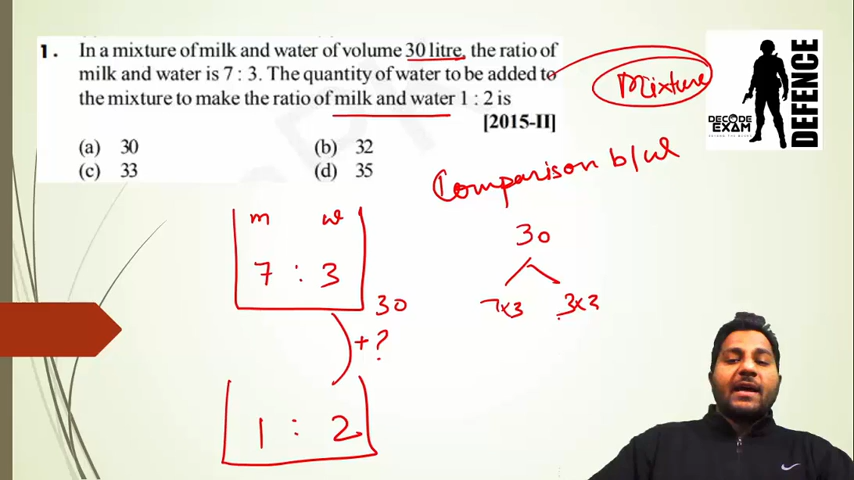 1. In a mixture of milk and water of volume 30 litre, the ratio of
milk and water is 7 : 3. The quantity of water to be added to
the mixture to make the ratio of milk and water 1 : 2 is
[2015-II]
(a) 30 (b) 32
(c) 33 (d) 35
Mixture
DECODE
EXAM
DEFENCE
Comparison b/w
m w
7 : 3
30
+ ?
1 : 2
30
7x3 3x3